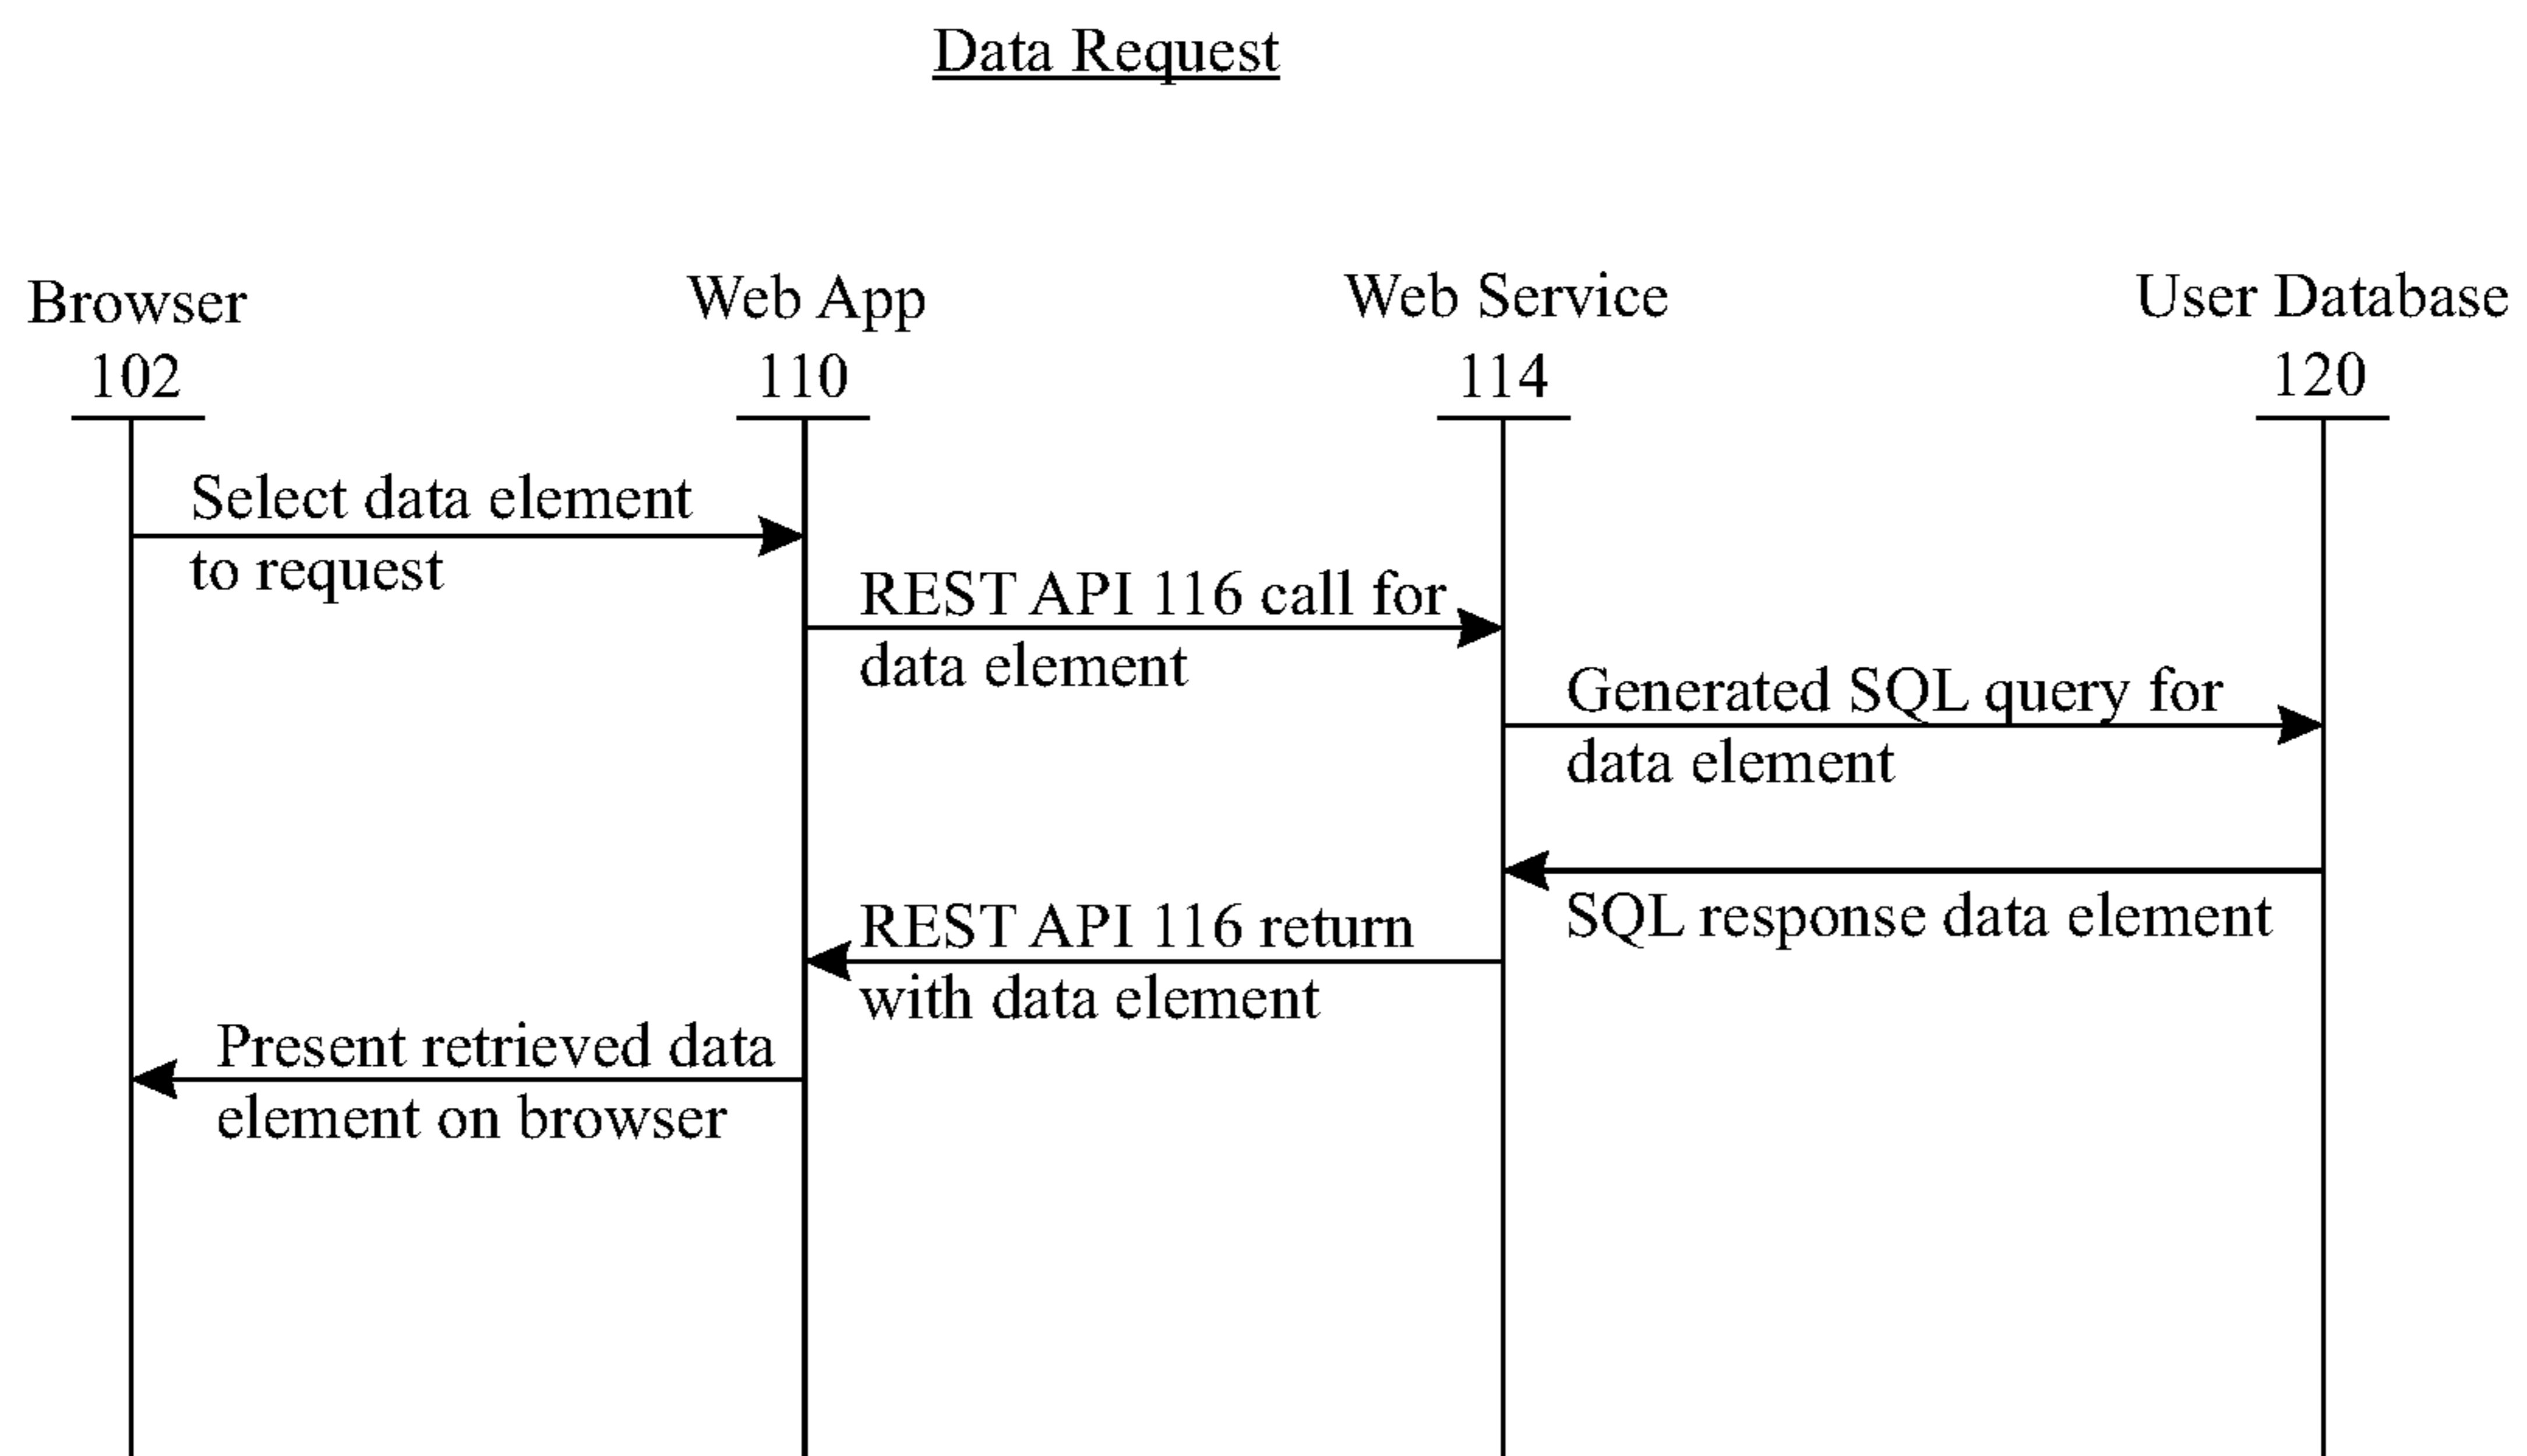 Data Request
Browser
102
Web App
110
Web Service
114
User Database
120
Select data element
to request
REST API 116 call for
data element
Generated SQL query for
data element
SQL response data element
REST API 116 return
with data element
Present retrieved data
element on browser